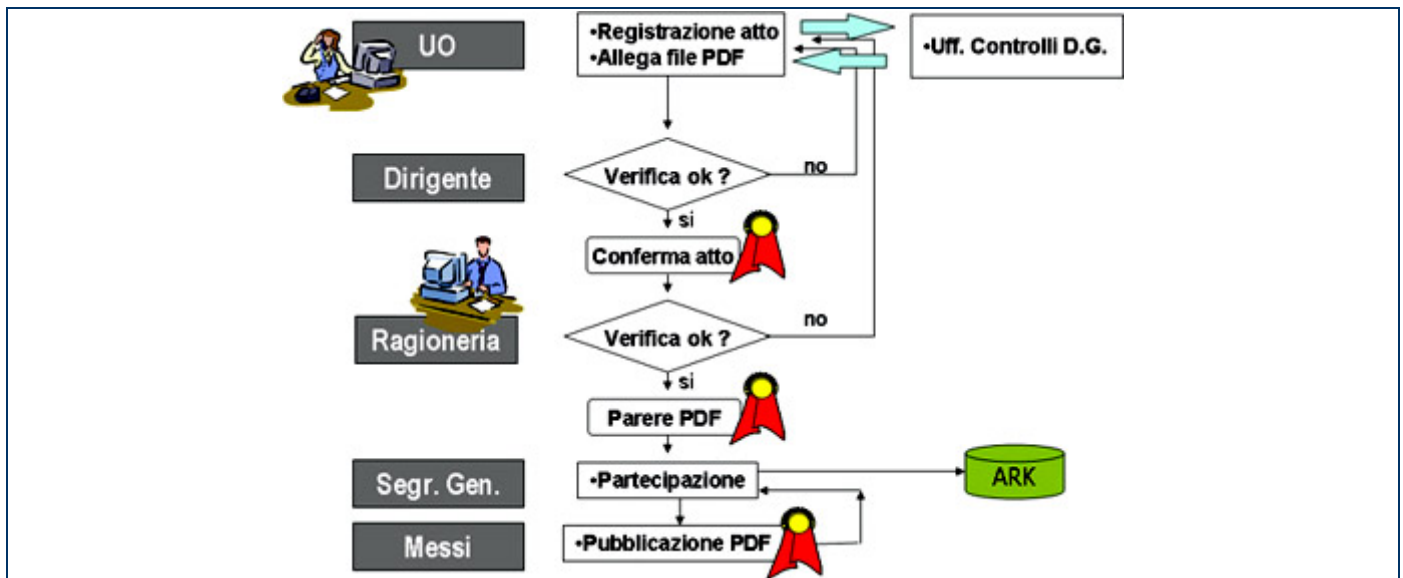 UO
•Registrazione atto
•Allega file PDF
•Uff. Controlli D.G.
Dirigente
Verifica ok ?
no
si
Conferma atto
Ragioneria
Verifica ok ?
no
si
Parere PDF
Segr. Gen.
•Partecipazione
ARK
Messi
•Pubblicazione PDF